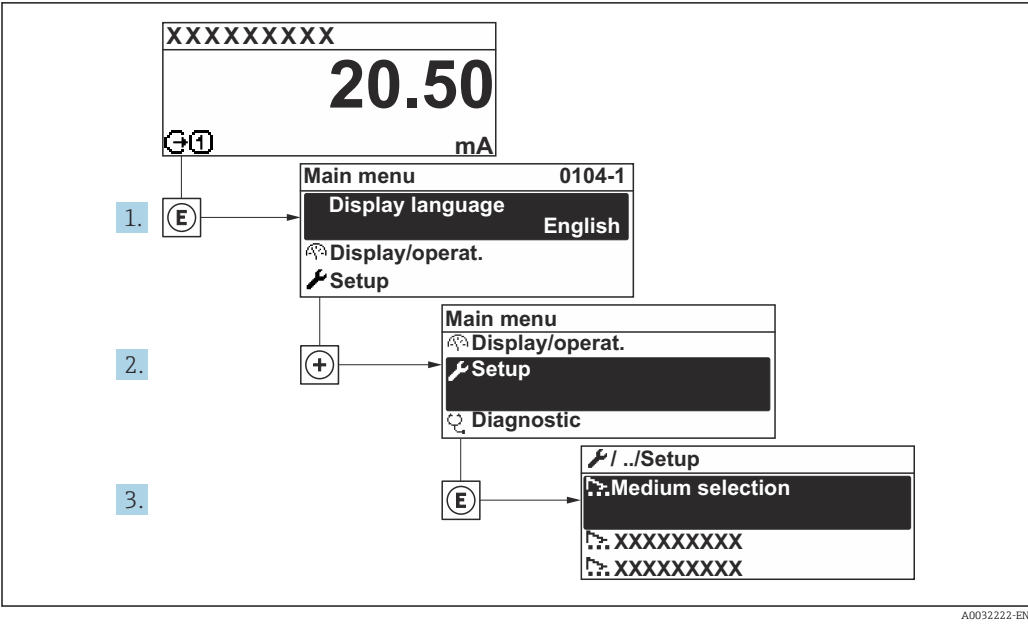 XXXXXXXXX
20.50
1
mA
Main menu 0104-1
1. E
Display language
English
Display/operat.
Setup
Main menu
2. +
Display/operat.
Setup
Diagnostic
/ ../Setup
3. E
Medium selection
XXXXXXXXX
XXXXXXXXX
A0032222-EN